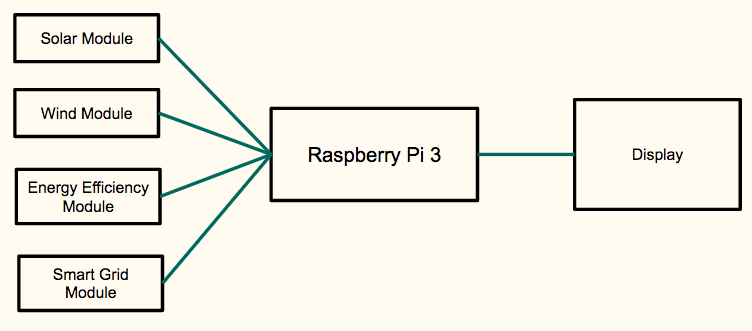 Solar Module
Wind Module
Energy Efficiency
Module
Smart Grid
Module
Raspberry Pi 3
Display